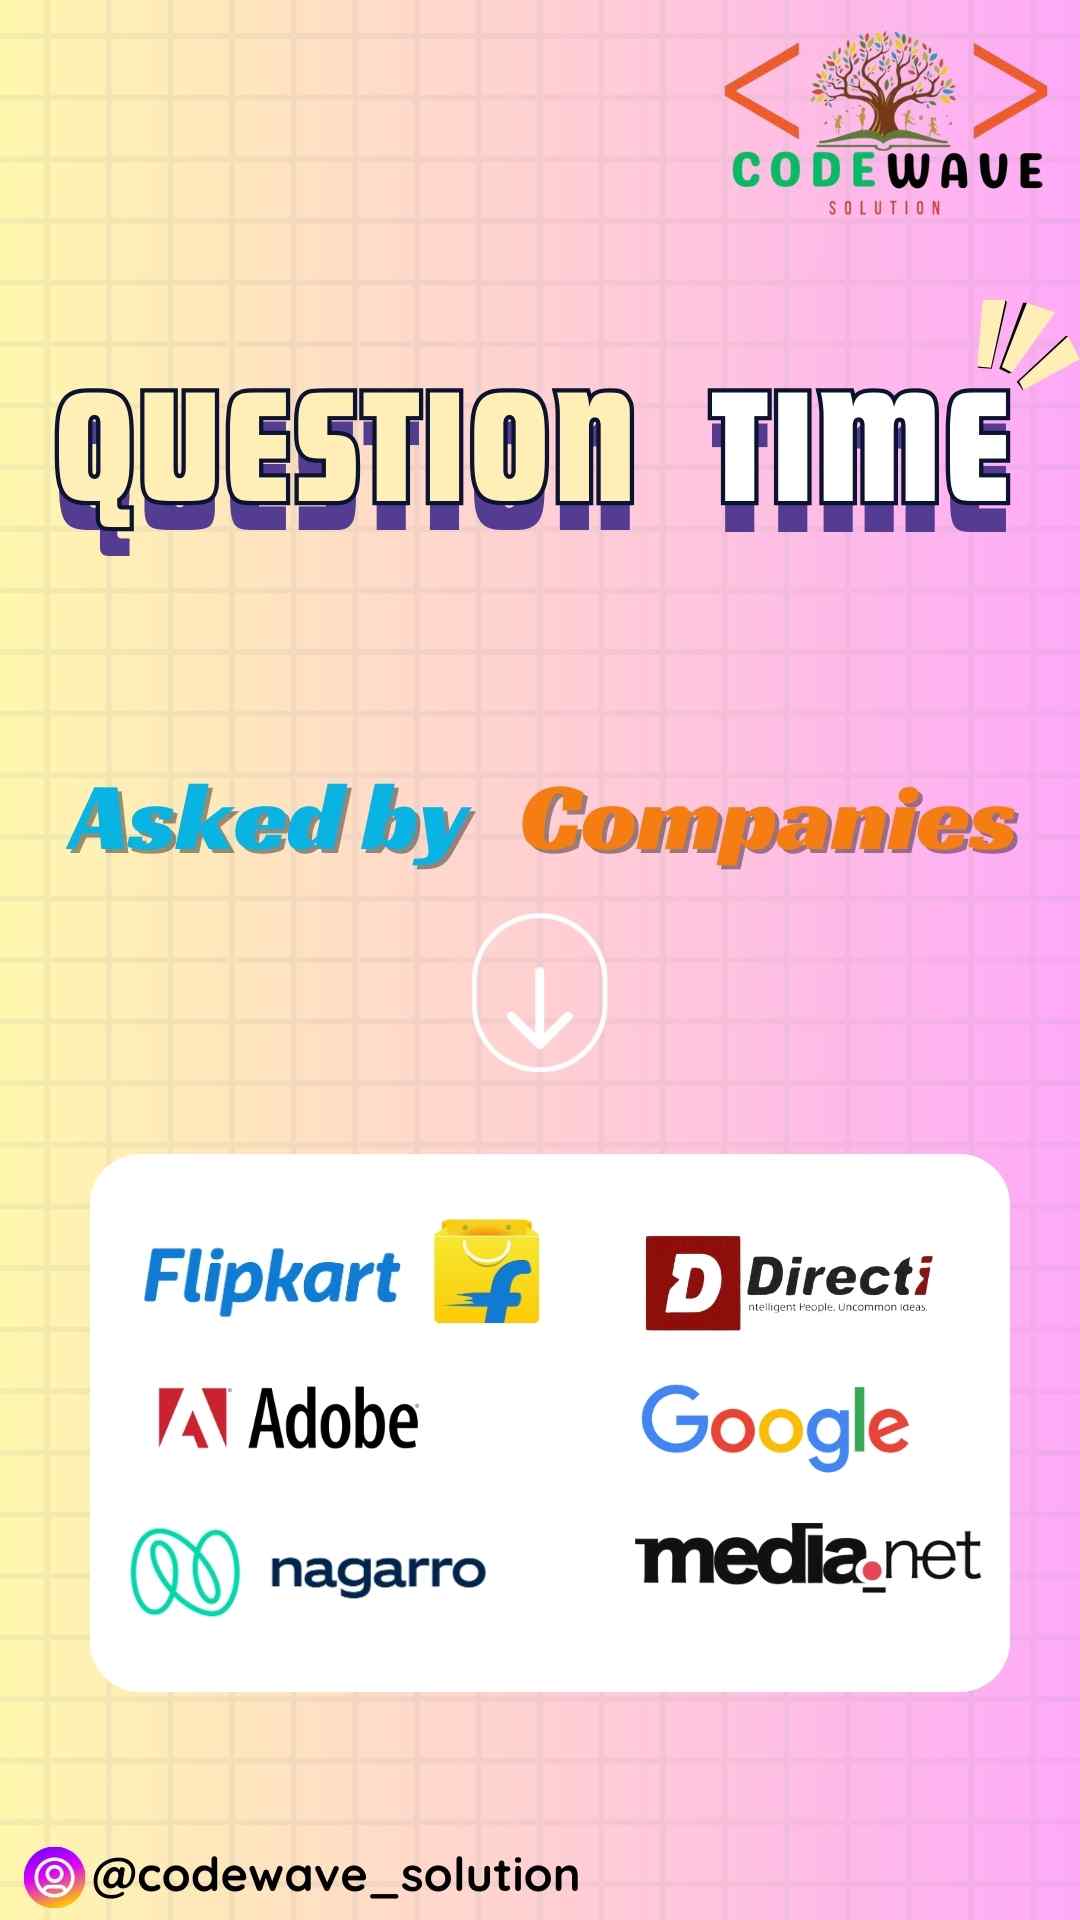 CODEWAVE
SOLUTION
QUESTION TIME
Asked by Companies
Flipkart f
D Directi
ntelligent People. Uncommon Ideas.
Adobe
Google
nagarro
media.net
@codewave_solution